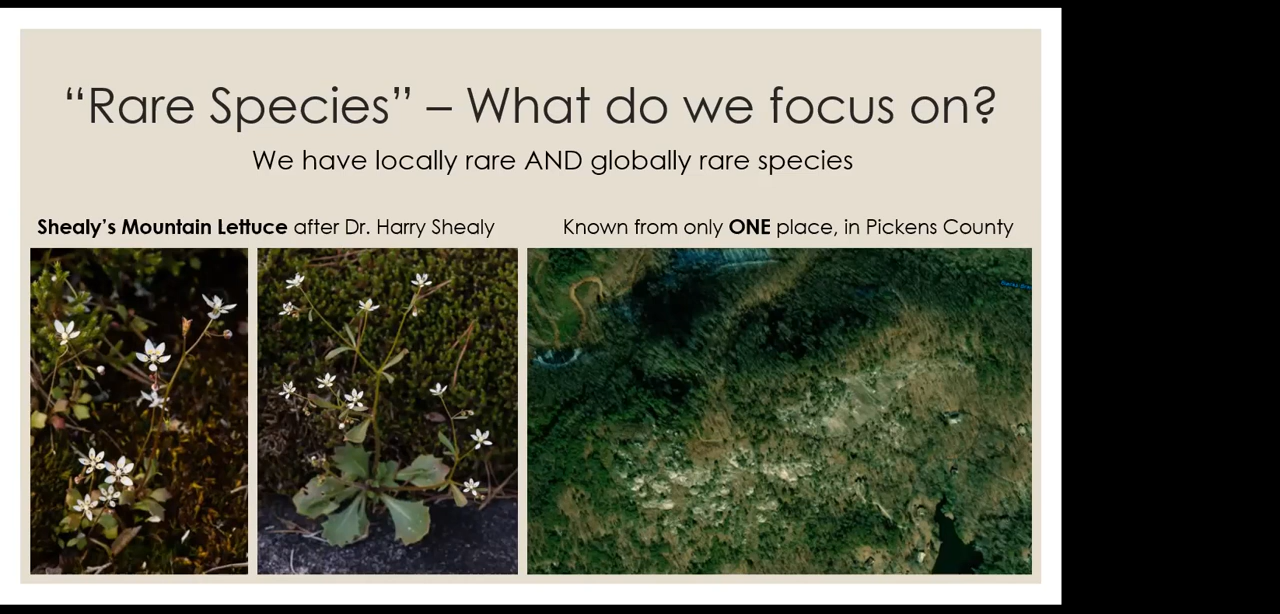 “Rare Species” – What do we focus on?
We have locally rare AND globally rare species
Shealy’s Mountain Lettuce after Dr. Harry Shealy
Known from only ONE place, in Pickens County